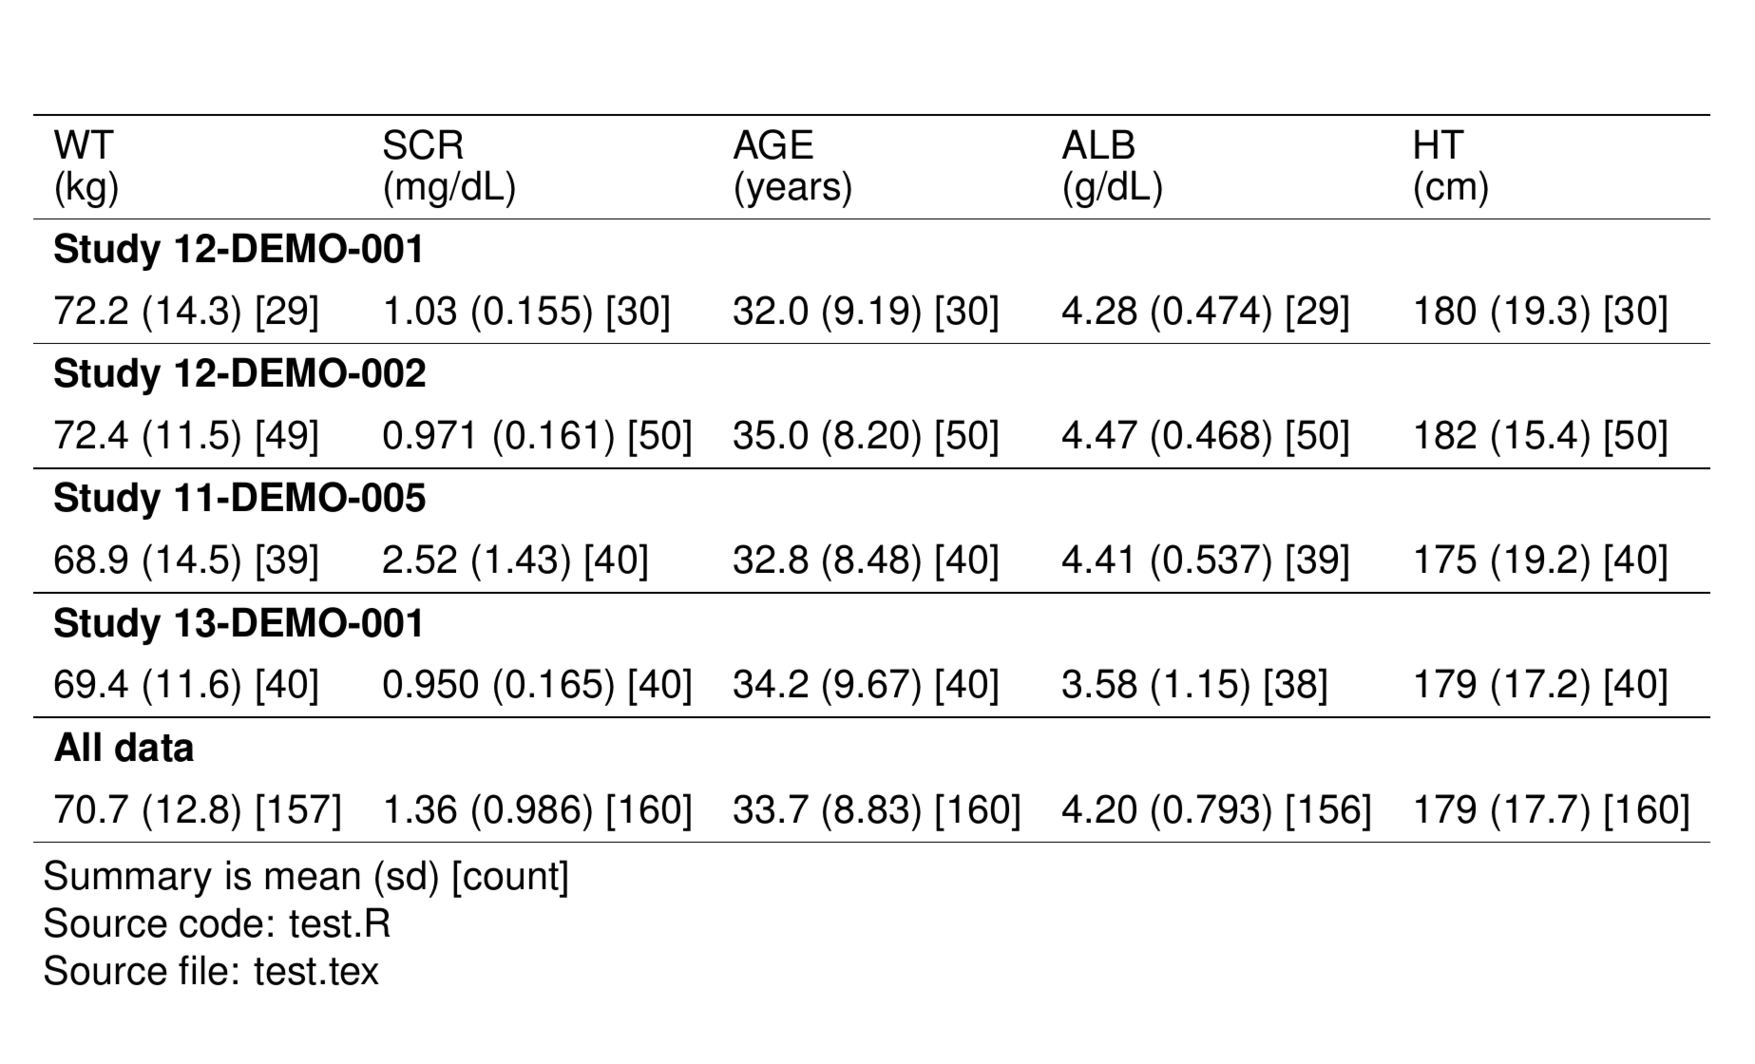 WT SCR AGE ALB HT
(kg) (mg/dL) (years) (g/dL) (cm)
Study 12-DEMO-001
72.2 (14.3) [29] 1.03 (0.155) [30] 32.0 (9.19) [30] 4.28 (0.474) [29] 180 (19.3) [30]
Study 12-DEMO-002
72.4 (11.5) [49] 0.971 (0.161) [50] 35.0 (8.20) [50] 4.47 (0.468) [50] 182 (15.4) [50]
Study 11-DEMO-005
68.9 (14.5) [39] 2.52 (1.43) [40] 32.8 (8.48) [40] 4.41 (0.537) [39] 175 (19.2) [40]
Study 13-DEMO-001
69.4 (11.6) [40] 0.950 (0.165) [40] 34.2 (9.67) [40] 3.58 (1.15) [38] 179 (17.2) [40]
All data
70.7 (12.8) [157] 1.36 (0.986) [160] 33.7 (8.83) [160] 4.20 (0.793) [156] 179 (17.7) [160]
Summary is mean (sd) [count]
Source code: test.R
Source file: test.tex